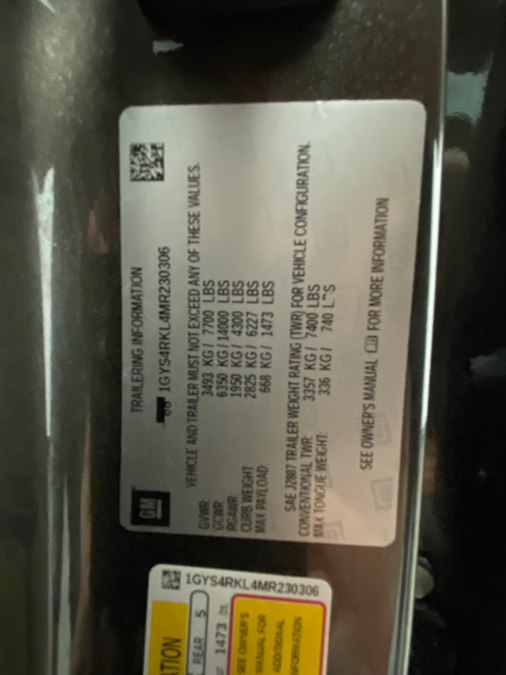 GM
TRAILERING INFORMATION
1GYS4RKL4MR230306
VEHICLE AND TRAILER MUST NOT EXCEED ANY OF THESE VALUES.
GVWR 3493 KG/ 7700 LBS
GCWR 6350 KG/14000 LBS
RGAWR 1950 KG/ 4300 LBS
CURB WEIGHT 2825 KG/ 6227 LBS
MAX PAYLOAD 668 KG/ 1473 LBS
SAE J2807 TRAILER WEIGHT RATING (TWR) FOR VEHICLE CONFIGURATION.
CONVENTIONAL TWR: 3357 KG/ 7400 LBS
MAX TONGUE WEIGHT: 336 KG/ 740 LBS
SEE OWNER'S MANUAL FOR MORE INFORMATION
1GYS4RKL4MR230306
REAR 5
1473
SEE OWNER'S
MANUAL FOR
ADDITIONAL
INFORMATION